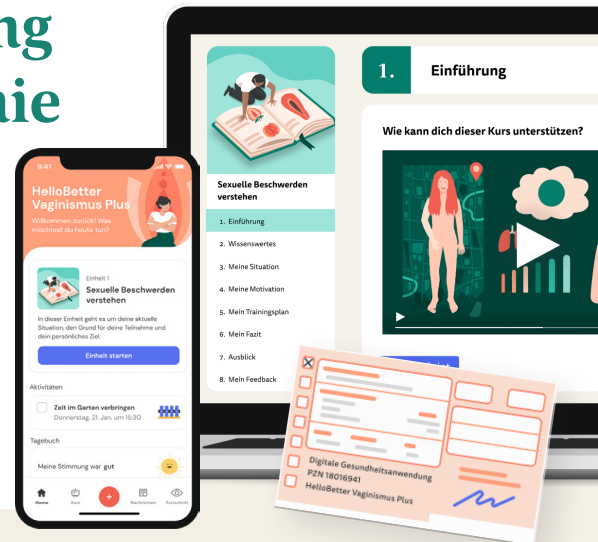 9:41
HelloBetter
Vaginismus Plus
Willkommen zurück! Was
möchtest du heute tun?
Einheit 1
Sexuelle Beschwerden
verstehen
In dieser Einheit geht es um deine aktuelle
Situation, den Grund für deine Teilnahme und
dein persönliches Ziel.
Einheit starten
Aktivitäten
Zeit im Garten verbringen
Donnerstag, 21. Jan, um 15:30
Tagebuch
Meine Stimmung war gut
Home
Kurs
Nachrichten
Fortschritt
Sexuelle Beschwerden
verstehen
1. Einführung
2. Wissenswertes
3. Meine Situation
4. Meine Motivation
5. Mein Trainingsplan
6. Mein Fazit
7. Ausblick
8. Mein Feedback
1.
Einführung
Wie kann dich dieser Kurs unterstützen?
Digitale Gesundheitsanwendung
PZN 18016941
HelloBetter Vaginismus Plus